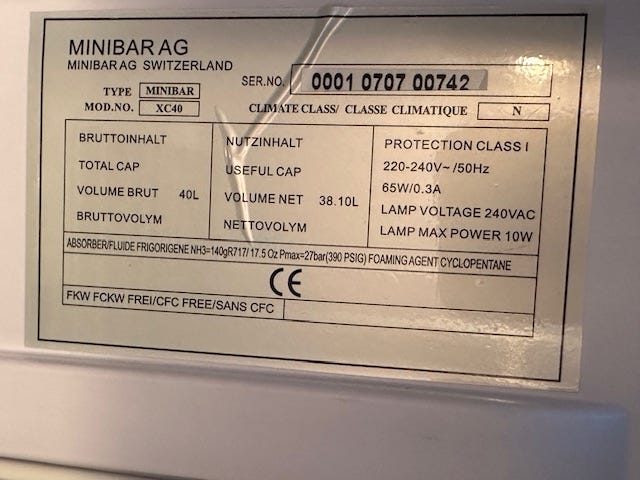 MINIBAR AG
MINIBAR AG SWITZERLAND
SER.NO. 0001 0707 00742
TYPE MINIBAR
MOD.NO. XC40
CLIMATE CLASS/ CLASSE CLIMATIQUE N
BRUTTOINHALT
TOTAL CAP
VOLUME BRUT 40L
BRUTTOVOLYM
NUTZINHALT
USEFUL CAP
VOLUME NET 38.10L
NETTOVOLYM
PROTECTION CLASS I
220-240V~/50Hz
65W/0.3A
LAMP VOLTAGE 240VAC
LAMP MAX POWER 10W
ABSORBER/FLUIDE FRIGORIGENE NH3=140gR717/ 17.5 Oz Pmax=27bar(390 PSIG) FOAMING AGENT CYCLOPENTANE
CE
FKW FCKW FREI/CFC FREE/SANS CFC